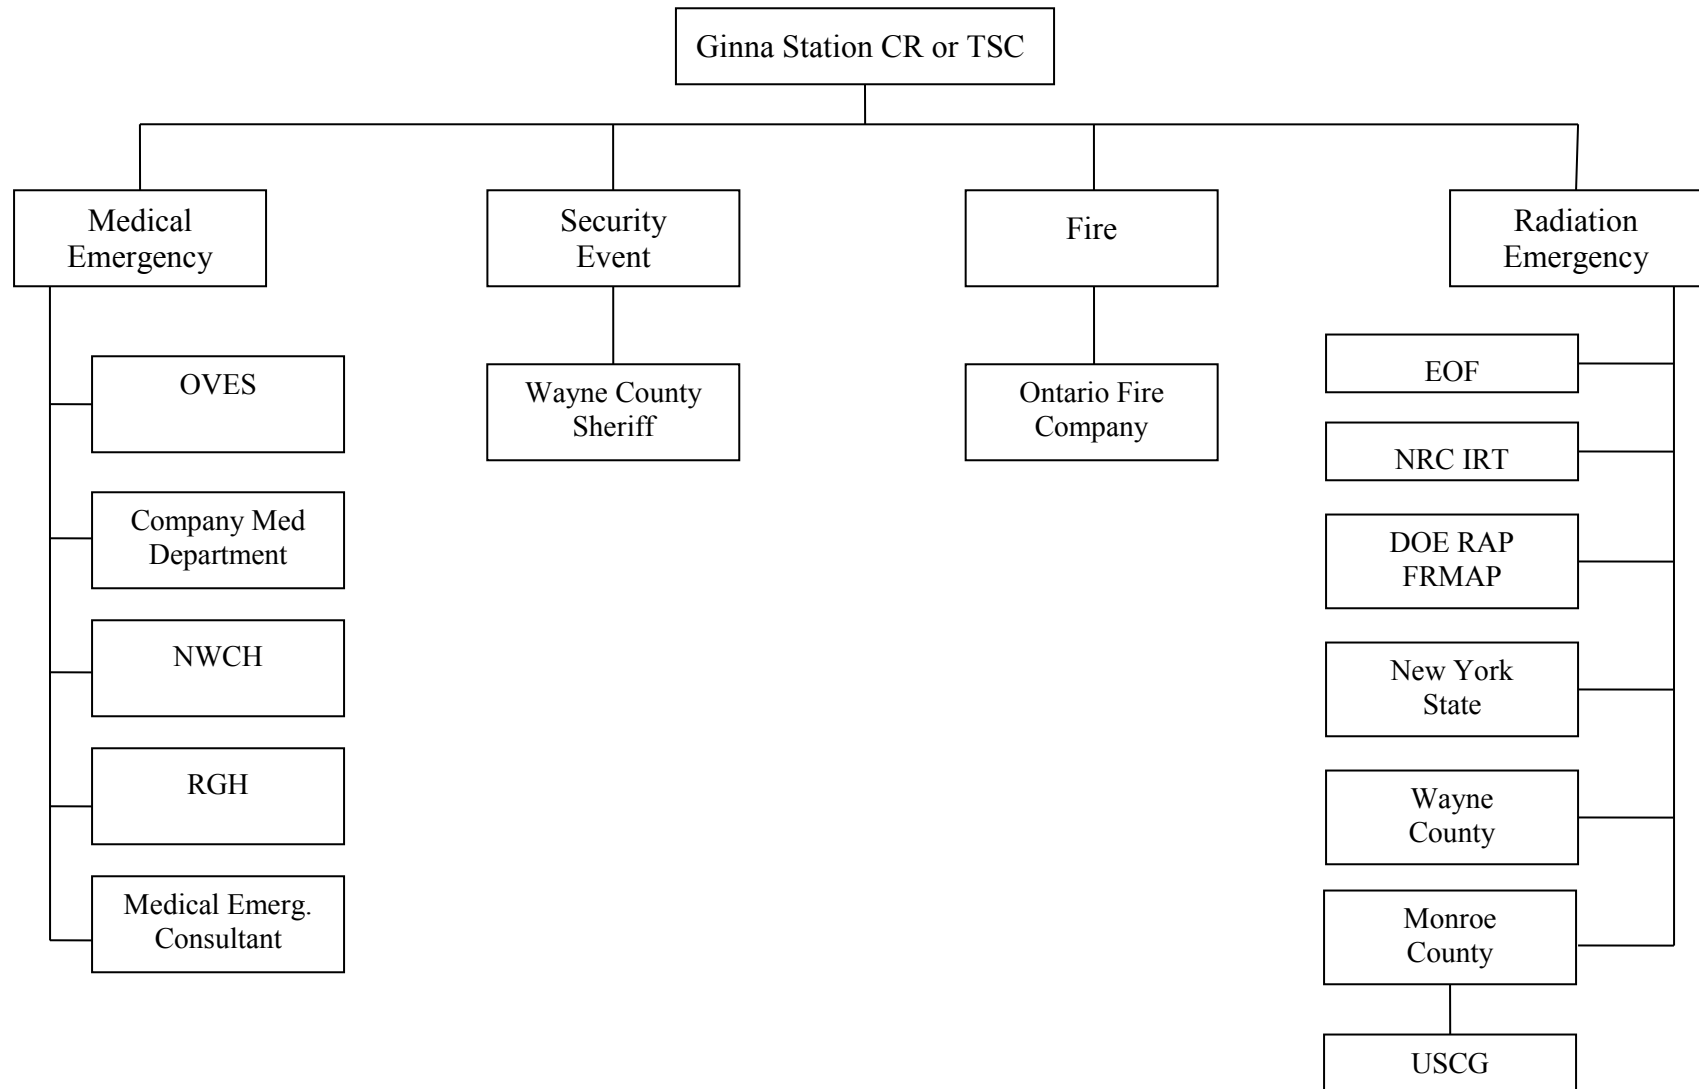 Ginna Station CR or TSC
Medical
Emergency
Security
Event
Fire
Radiation
Emergency
OVES
Company Med
Department
NWCH
RGH
Medical Emerg.
Consultant
Wayne County
Sheriff
Ontario Fire
Company
EOF
NRC IRT
DOE RAP
FRMAP
New York
State
Wayne
County
Monroe
County
USCG